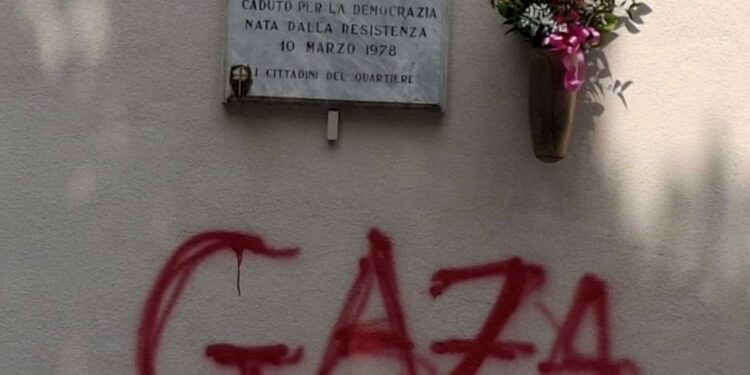 CADUTO PER LA DEMOCRAZIA
NATA DALLA RESISTENZA
10 MARZO 1978
I CITTADINI DEL QUARTIERE
GAZA